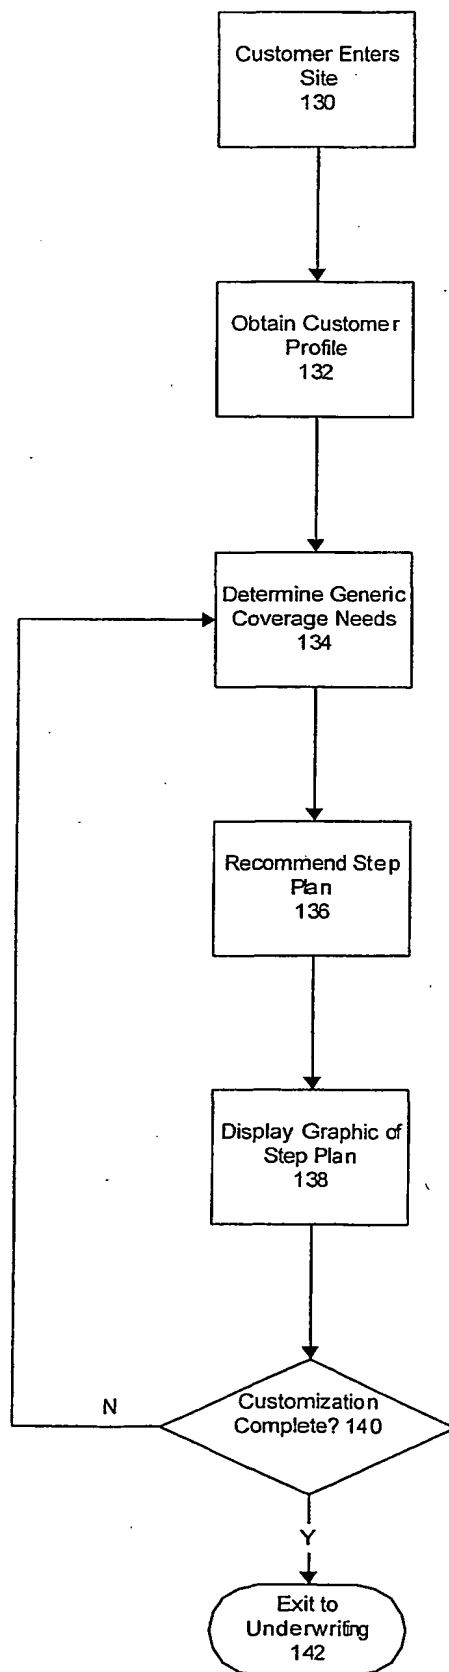 Customer Enters
Site
130
Obtain Customer
Profile
132
Determine Generic
Coverage Needs
134
Recommend Step
Plan
136
Display Graphic of
Step Plan
138
Customization
Complete? 140
N
Y
Exit to
Underwriting
142